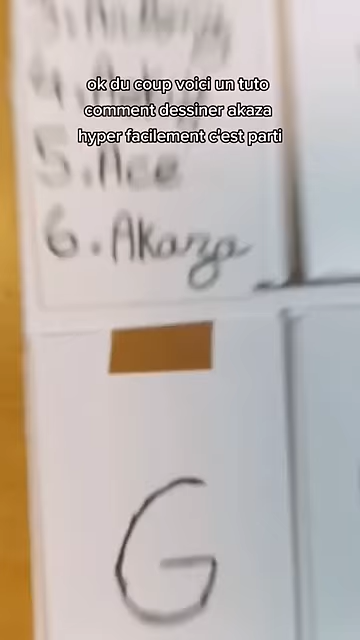 ok du coup voici un tuto
comment dessiner akaza
hyper facilement c'est parti
5. Ace
6. Akaza
G